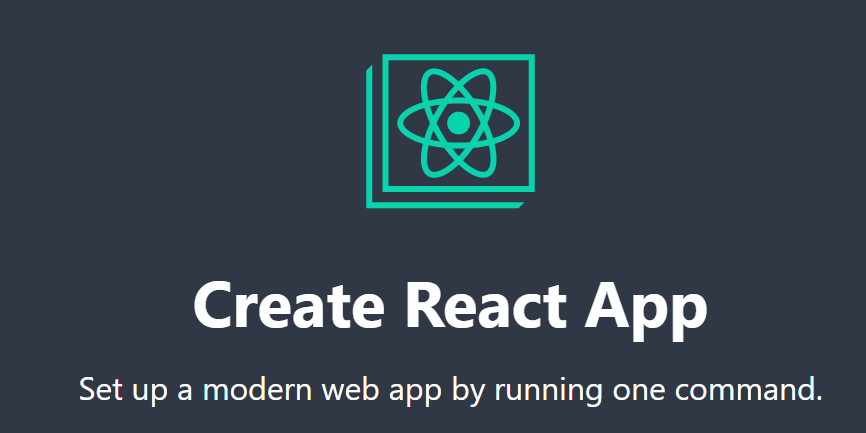 Create React App
Set up a modern web app by running one command.